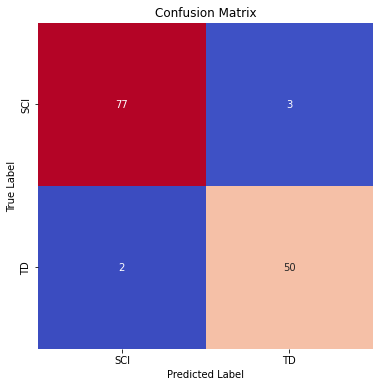 Confusion Matrix
True Label
SCI
77
3
TD
2
50
SCI
TD
Predicted Label